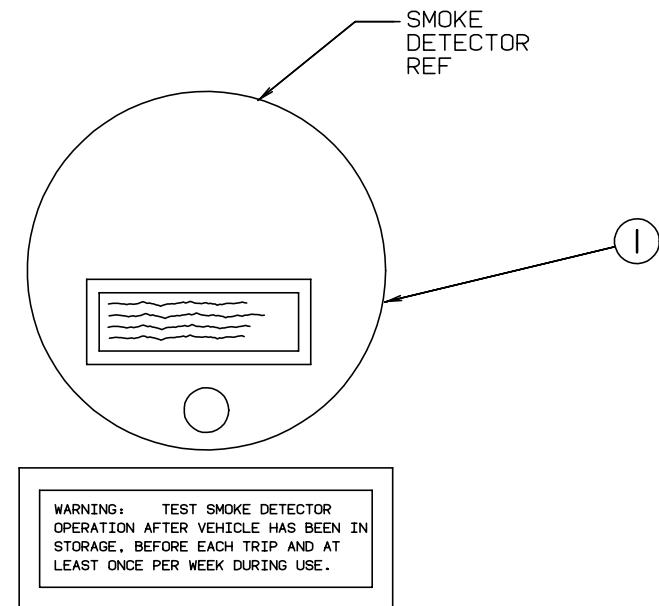 SMOKE
DETECTOR
REF
1
WARNING: TEST SMOKE DETECTOR
OPERATION AFTER VEHICLE HAS BEEN IN
STORAGE, BEFORE EACH TRIP AND AT
LEAST ONCE PER WEEK DURING USE.